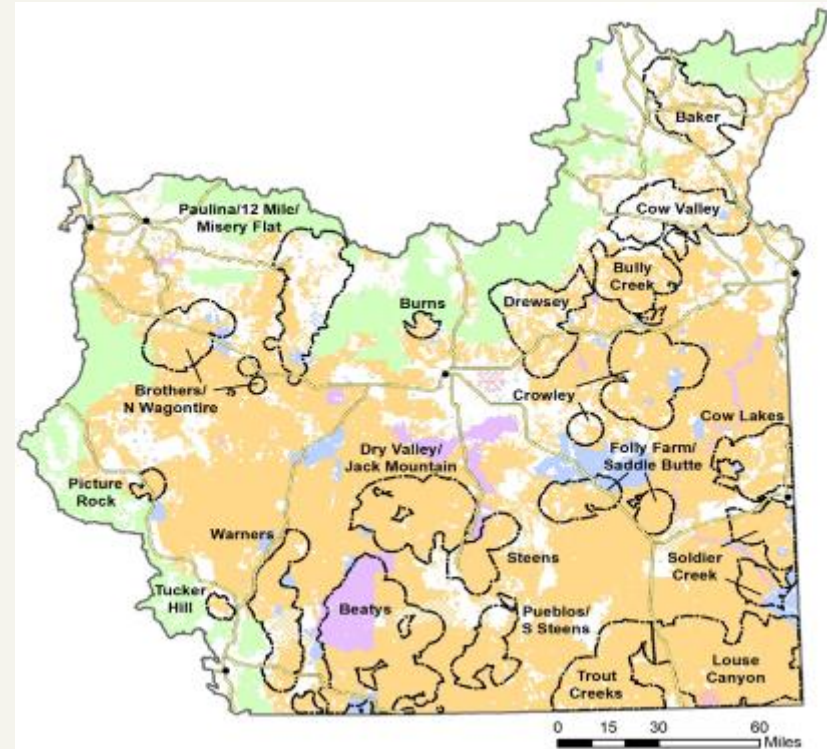 Baker
Cow Valley
Paulina/12 Mile/
Misery Flat
Bully
Creek
Burns
Drewsey
Brothers/
N Wagontire
Crowley
Cow Lakes
Dry Valley/
Jack Mountain
Folly Farm/
Saddle Butte
Picture
Rock
Warners
Steens
Soldier
Creek
Tucker
Hill
Beatys
Pueblos/
S Steens
Trout
Creeks
Louse
Canyon
0 15 30 60
Miles